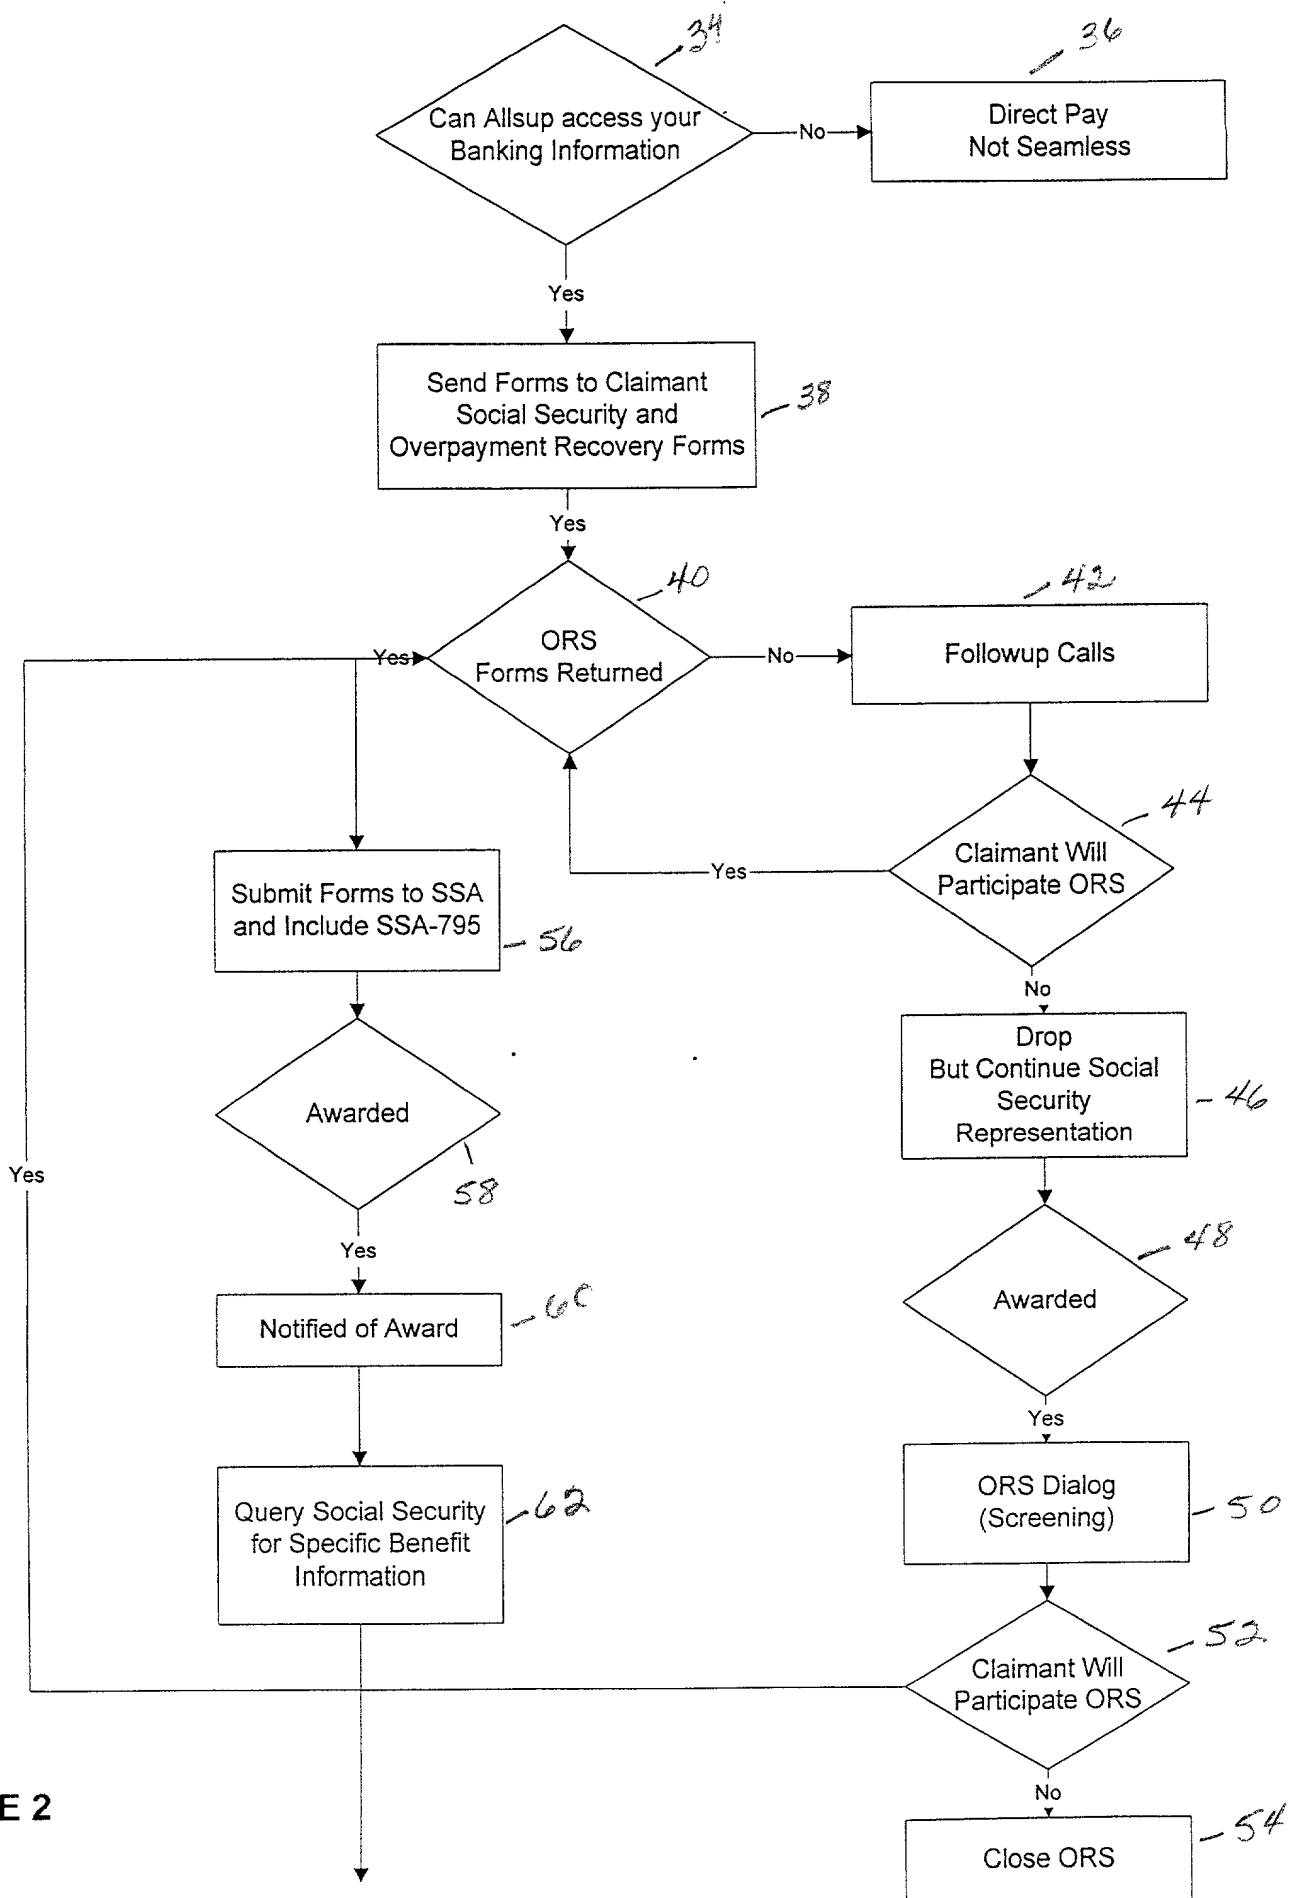 34
Can Allsup access your
Banking Information
No
36
Direct Pay
Not Seamless
Yes
Send Forms to Claimant
Social Security and
Overpayment Recovery Forms
38
Yes
40
ORS
Forms Returned
Yes
No
42
Followup Calls
44
Claimant Will
Participate ORS
Yes
No
Submit Forms to SSA
and Include SSA-795
56
Drop
But Continue Social
Security
Representation
46
Awarded
58
Yes
Yes
48
Awarded
Yes
Notified of Award
60
ORS Dialog
(Screening)
50
Query Social Security
for Specific Benefit
Information
62
52
Claimant Will
Participate ORS
No
E 2
Close ORS
54